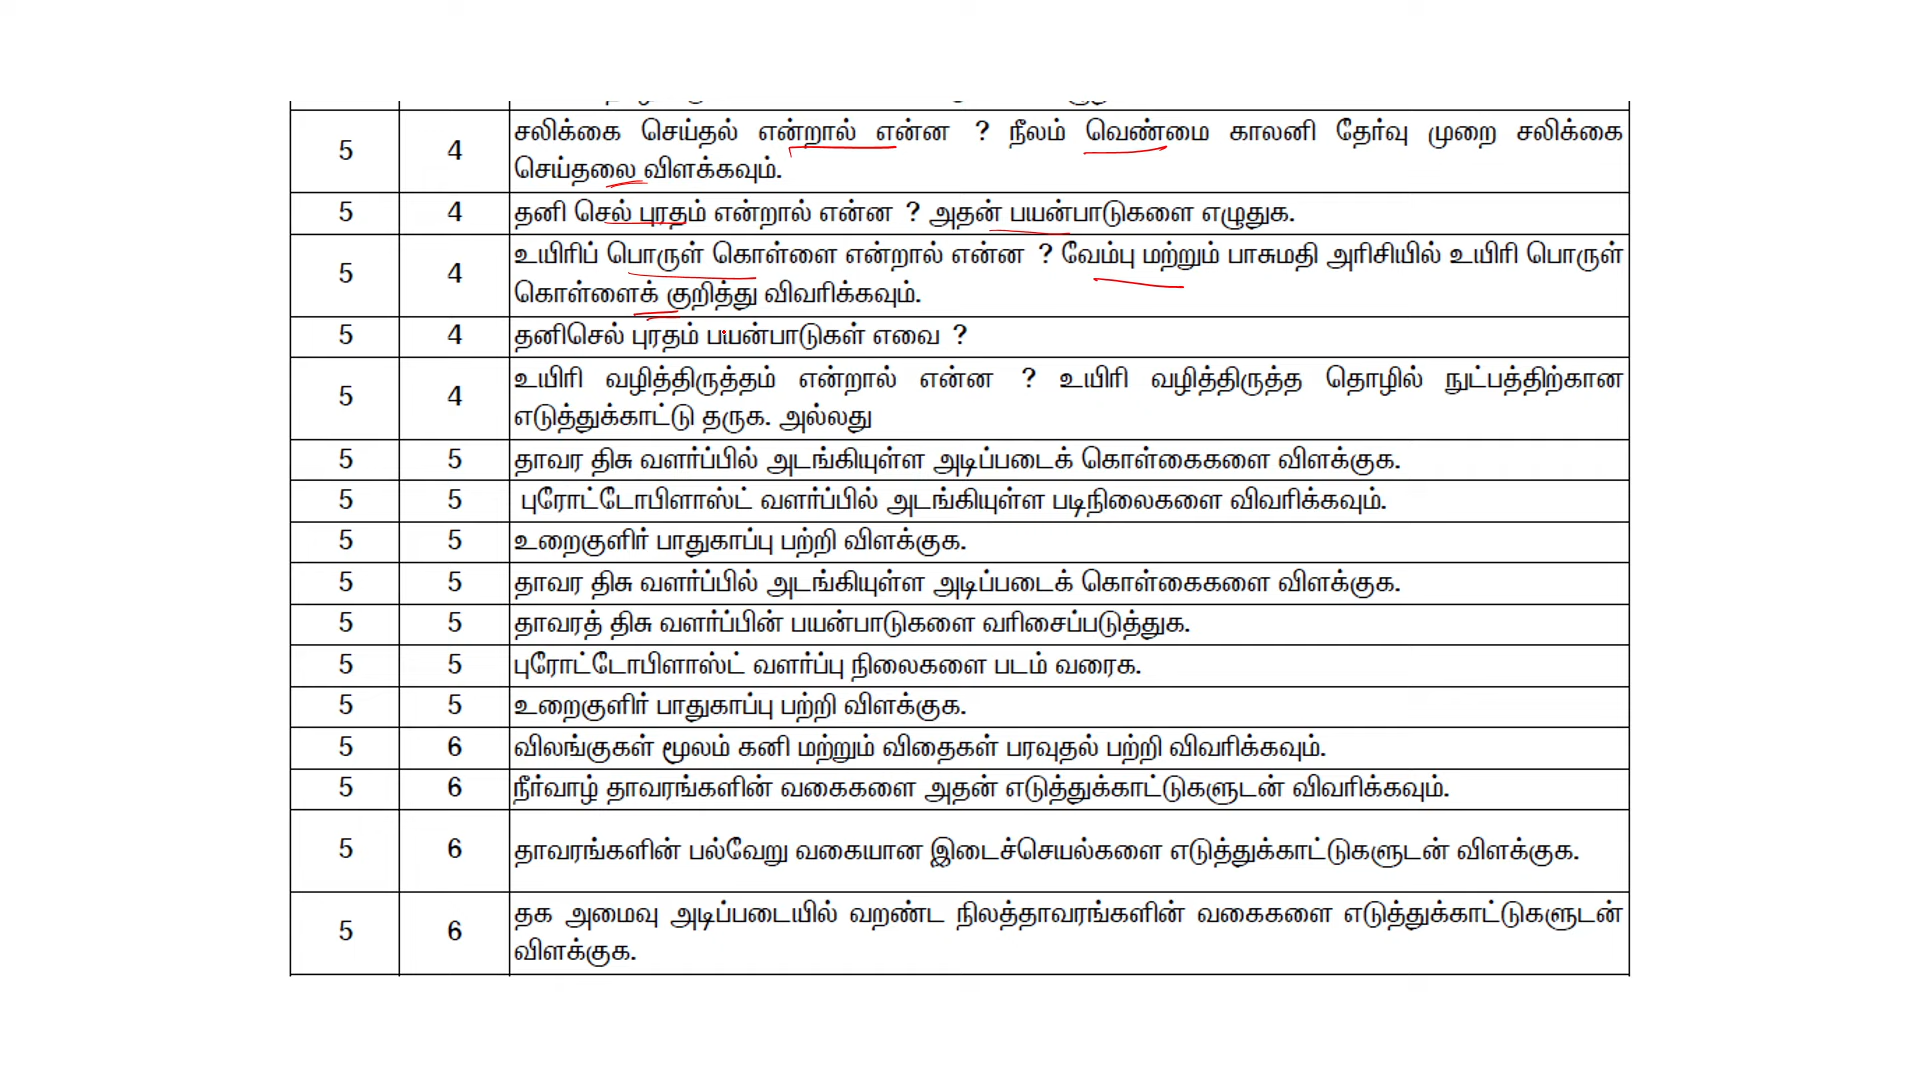 5 4 சலிக்கை செய்தல் என்றால் என்ன ? நீலம் வெண்மை காலனி தேர்வு முறை சலிக்கை
செய்தலை விளக்கவும்.
5 4 தனி செல் புரதம் என்றால் என்ன ? அதன் பயன்பாடுகளை எழுதுக.
5 4 உயிரிப் பொருள் கொள்ளை என்றால் என்ன ? வேம்பு மற்றும் பாசுமதி அரிசியில் உயிரி பொருள்
கொள்ளைக் குறித்து விவரிக்கவும்.
5 4 தனிசெல் புரதம் பயன்பாடுகள் எவை ?
5 4 உயிரி வழித்திருத்தம் என்றால் என்ன ? உயிரி வழித்திருத்த தொழில் நுட்பத்திற்கான
எடுத்துக்காட்டு தருக. அல்லது
5 5 தாவர திசு வளர்ப்பில் அடங்கியுள்ள அடிப்படைக் கொள்கைகளை விளக்குக.
5 5 புரோட்டோபிளாஸ்ட் வளர்ப்பில் அடங்கியுள்ள படிநிலைகளை விவரிக்கவும்.
5 5 உறைகுளிர் பாதுகாப்பு பற்றி விளக்குக.
5 5 தாவர திசு வளர்ப்பில் அடங்கியுள்ள அடிப்படைக் கொள்கைகளை விளக்குக.
5 5 தாவரத் திசு வளர்ப்பின் பயன்பாடுகளை வரிசைப்படுத்துக.
5 5 புரோட்டோபிளாஸ்ட் வளர்ப்பு நிலைகளை படம் வரைக.
5 5 உறைகுளிர் பாதுகாப்பு பற்றி விளக்குக.
5 6 விலங்குகள் மூலம் கனி மற்றும் விதைகள் பரவுதல் பற்றி விவரிக்கவும்.
5 6 நீர்வாழ் தாவரங்களின் வகைகளை அதன் எடுத்துக்காட்டுகளுடன் விவரிக்கவும்.
5 6 தாவரங்களின் பல்வேறு வகையான இடைச்செயல்களை எடுத்துக்காட்டுகளுடன் விளக்குக.
5 6 தக அமைவு அடிப்படையில் வறண்ட நிலத்தாவரங்களின் வகைகளை எடுத்துக்காட்டுகளுடன்
விளக்குக.